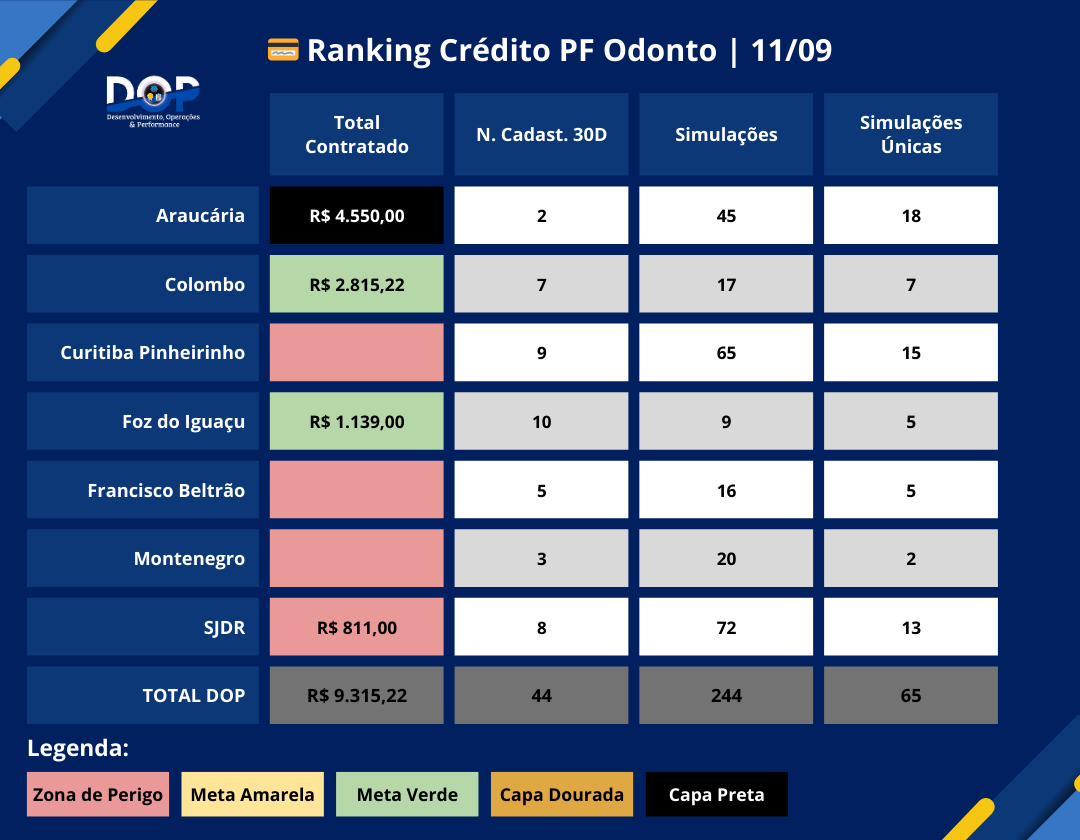 Ranking Crédito PF Odonto | 11/09
DOP
Desenvolvimento, Operações
& Performance
Total
Contratado
N. Cadast. 30D
Simulações
Simulações
Únicas
Araucária R$ 4.550,00 2 45 18
Colombo R$ 2.815,22 7 17 7
Curitiba Pinheirinho 9 65 15
Foz do Iguaçu R$ 1.139,00 10 9 5
Francisco Beltrão 5 16 5
Montenegro 3 20 2
SJDR R$ 811,00 8 72 13
TOTAL DOP R$ 9.315,22 44 244 65
Legenda:
Zona de Perigo Meta Amarela Meta Verde Capa Dourada Capa Preta